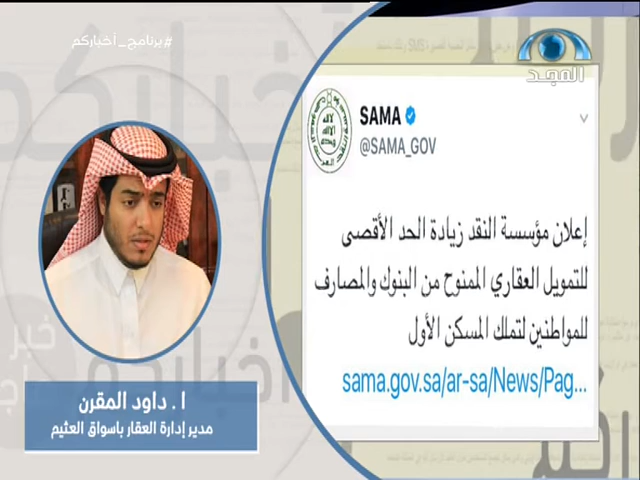 #برنامج_أخباركم
المجد
SAMA
@SAMA_GOV
إعلان مؤسسة النقد زيادة الحد الأقصى
للتمويل العقاري الممنوح من البنوك والمصارف
للمواطنين لتملك المسكن الأول
sama.gov.sa/ar-sa/News/Pag...
ا . داود المقرن
مدير إدارة العقار باسواق العثيم